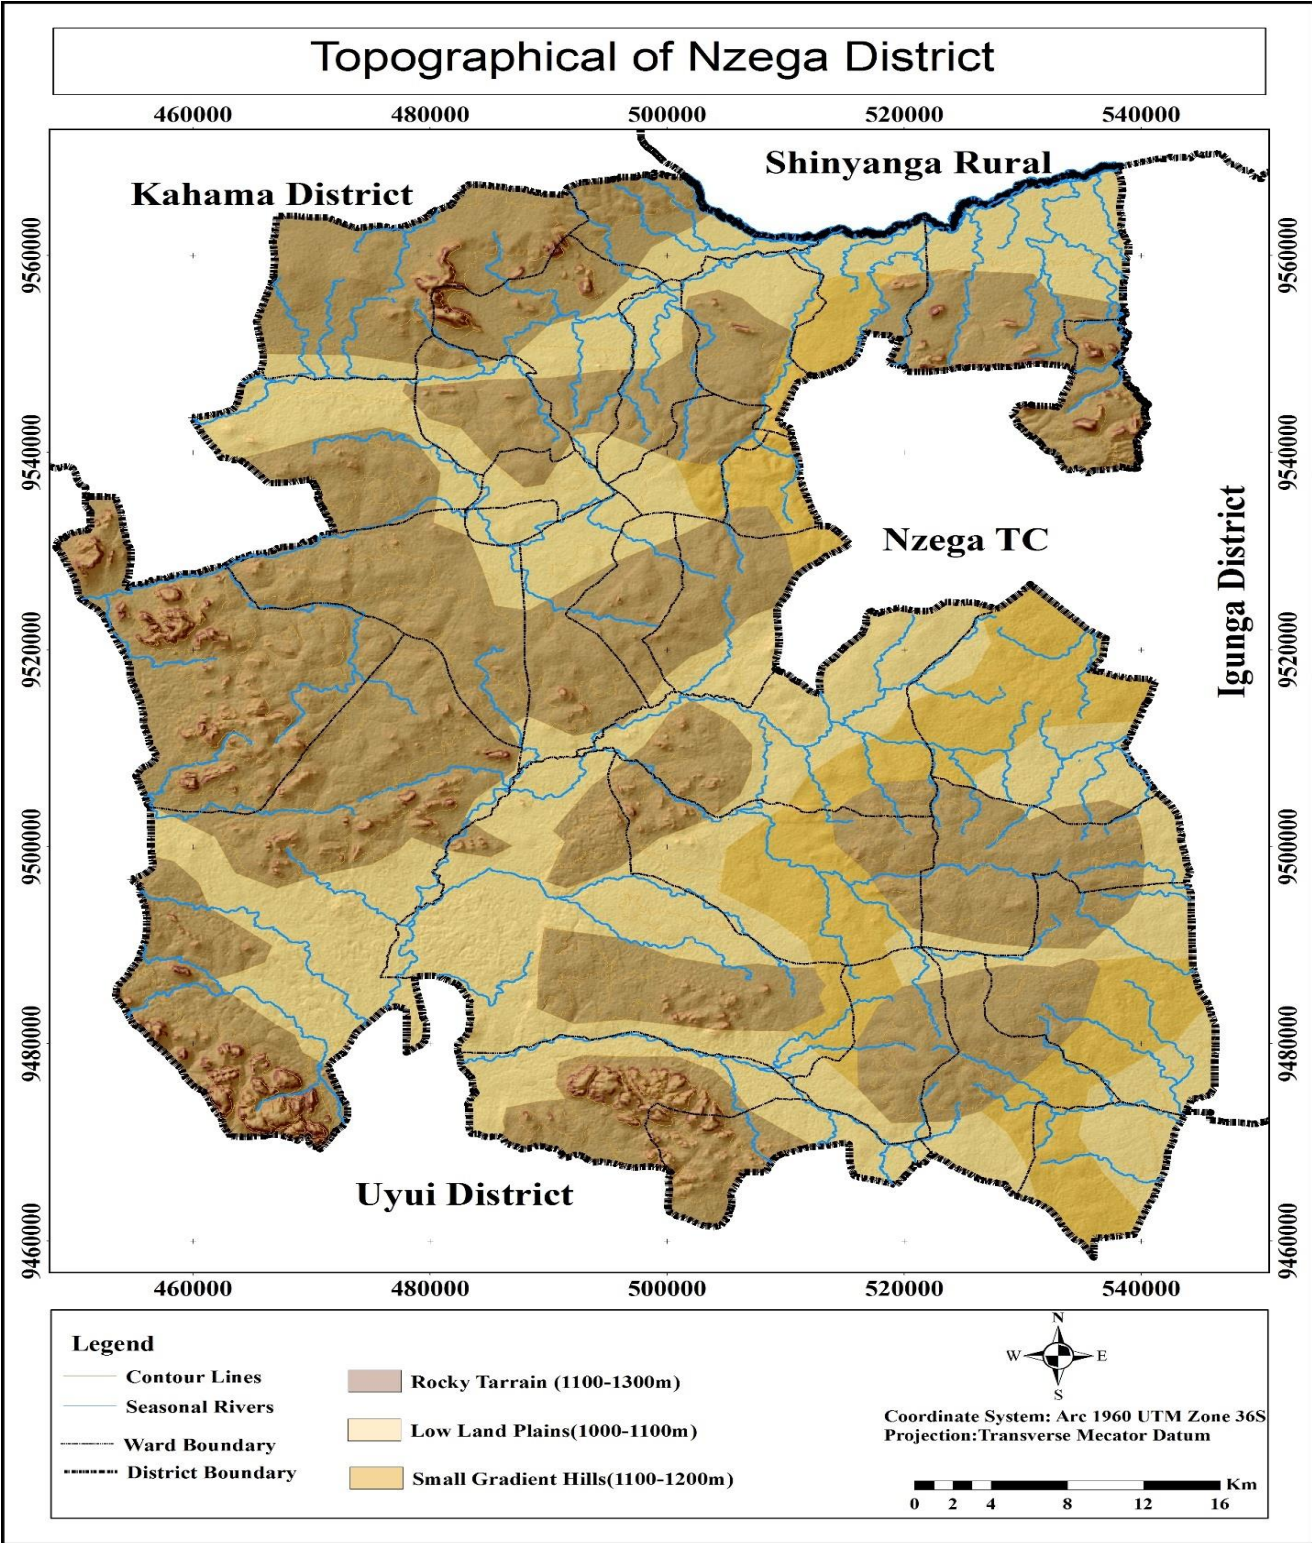 Topographical of Nzega District
460000 480000 500000 520000 540000
Shinyanga Rural
Kahama District
9560000 9560000
9540000 9540000
Nzega TC
Igunga District
9520000 9520000
9500000 9500000
9480000 9480000
Uyui District
9460000 9460000
460000 480000 500000 520000 540000
Legend
Contour Lines
Seasonal Rivers
Ward Boundary
District Boundary
Rocky Tarrain (1100-1300m)
Low Land Plains(1000-1100m)
Small Gradient Hills(1100-1200m)
N
W E
S
Coordinate System: Arc 1960 UTM Zone 36S
Projection:Transverse Mecator Datum
Km
0 2 4 8 12 16